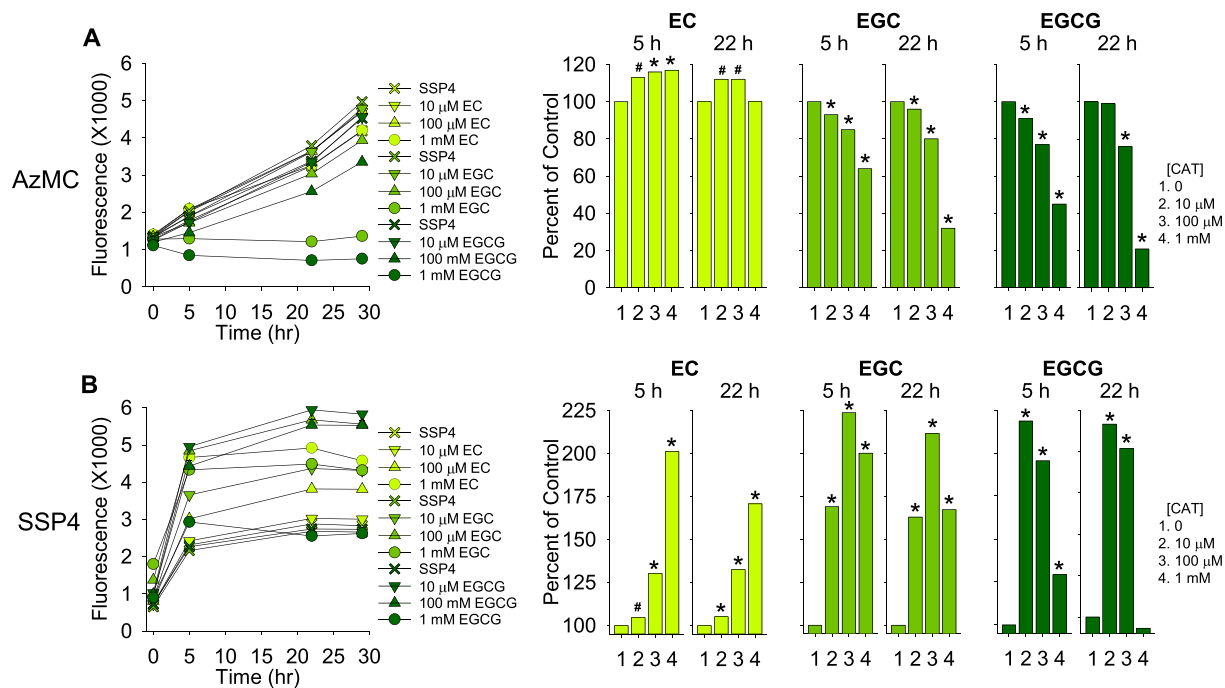 A
AzMC
Fluorescence (X1000)
6
5
4
3
2
1
0
0 5 10 15 20 25 30
Time (hr)
SSP4
10 μM EC
100 μM EC
1 mM EC
SSP4
10 μM EGC
100 μM EGC
1 mM EGC
SSP4
10 μM EGCG
100 mM EGCG
1 mM EGCG
EC EGC EGCG
5 h 22 h 5 h 22 h 5 h 22 h
Percent of Control
120
100
80
60
40
20
0
# * * # # * * * * * * * * * * *
1 2 3 4 1 2 3 4 1 2 3 4 1 2 3 4 1 2 3 4 1 2 3 4
[CAT]
1. 0
2. 10 μM
3. 100 μM
4. 1 mM
B
SSP4
Fluorescence (X1000)
6
5
4
3
2
1
0
0 5 10 15 20 25 30
Time (hr)
SSP4
10 μM EC
100 μM EC
1 mM EC
SSP4
10 μM EGC
100 μM EGC
1 mM EGC
SSP4
10 μM EGCG
100 mM EGCG
1 mM EGCG
EC EGC EGCG
5 h 22 h 5 h 22 h 5 h 22 h
Percent of Control
225
200
175
150
125
100
# * * * * * * * * * * * * * * * *
1 2 3 4 1 2 3 4 1 2 3 4 1 2 3 4 1 2 3 4 1 2 3 4
[CAT]
1. 0
2. 10 μM
3. 100 μM
4. 1 mM